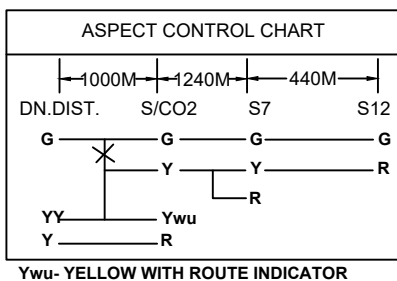 ASPECT CONTROL CHART
1000M 1240M 440M
DN.DIST. S/CO2 S7 S12
G G G G
Y Y R
R
YY Ywu
Y R
Ywu- YELLOW WITH ROUTE INDICATOR